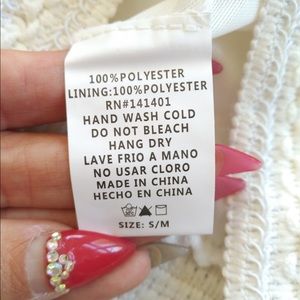 100%POLYESTER
LINING:100%POLYESTER
RN#141401
HAND WASH COLD
DO NOT BLEACH
HANG DRY
LAVE FRIO A MANO
NO USAR CLORO
MADE IN CHINA
HECHO EN CHINA
SIZE: S/M